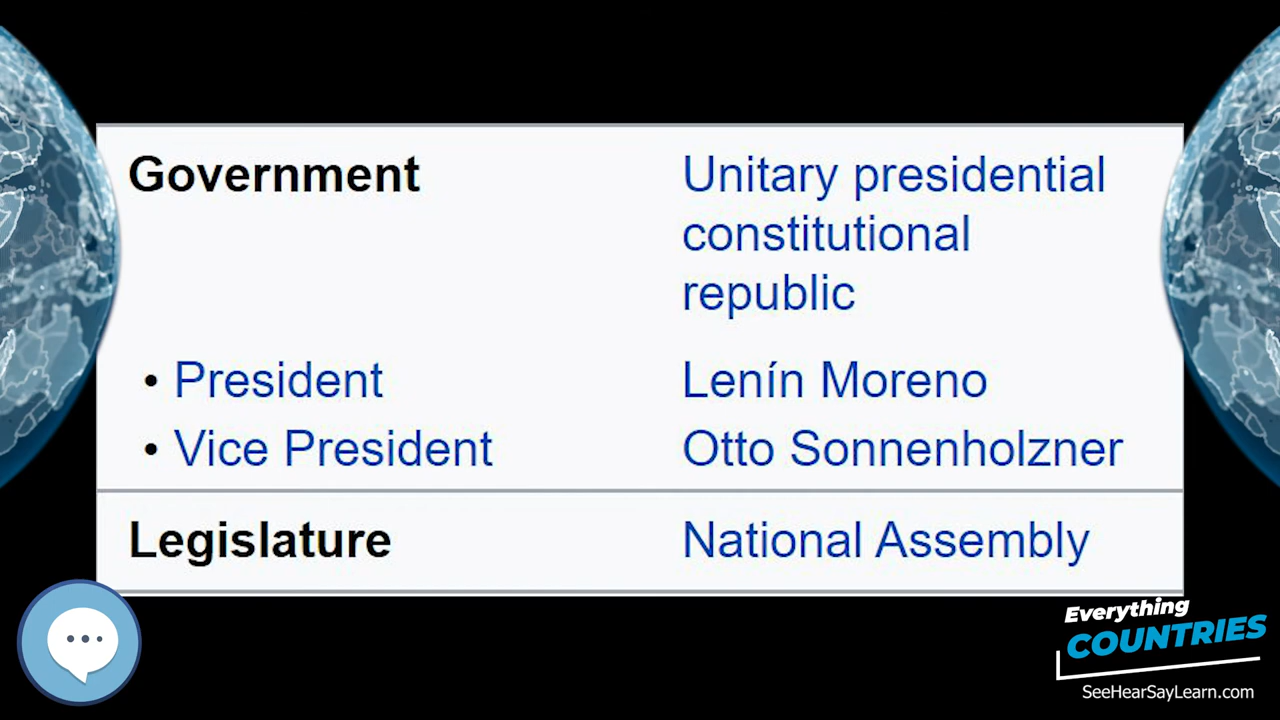 Government Unitary presidential
constitutional
republic
• President Lenín Moreno
• Vice President Otto Sonnenholzner
Legislature National Assembly
Everything
COUNTRIES
SeeHearSayLearn.com